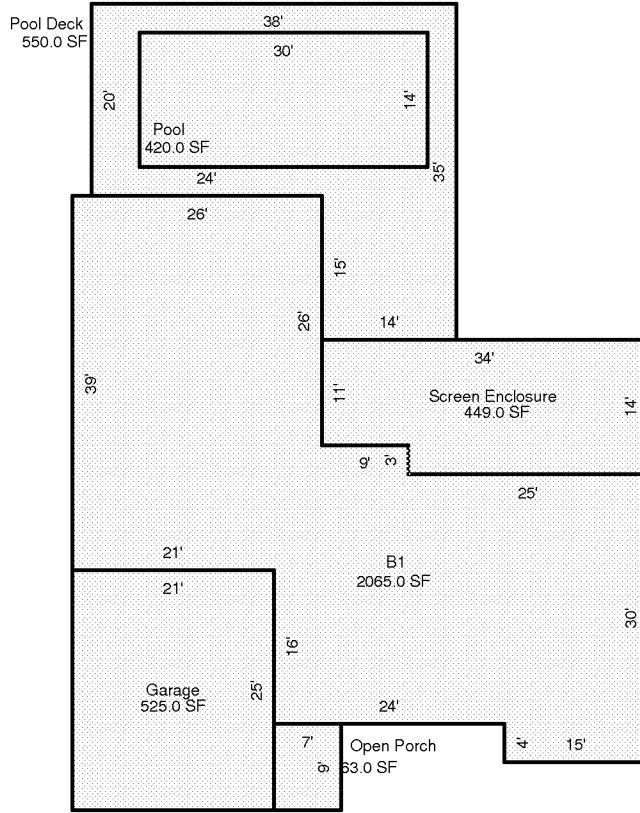 Pool Deck
550.0 SF
38'
30'
20'
14'
Pool
420.0 SF
35'
24'
26'
15'
26'
14'
39'
34'
11'
Screen Enclosure
449.0 SF
14'
9'
3'
25'
21'
B1
2065.0 SF
21'
30'
16'
25'
Garage
525.0 SF
24'
7'
Open Porch
9'
63.0 SF
4'
15'